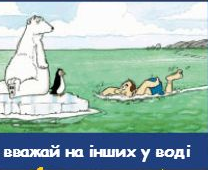 вважай на інших у воді